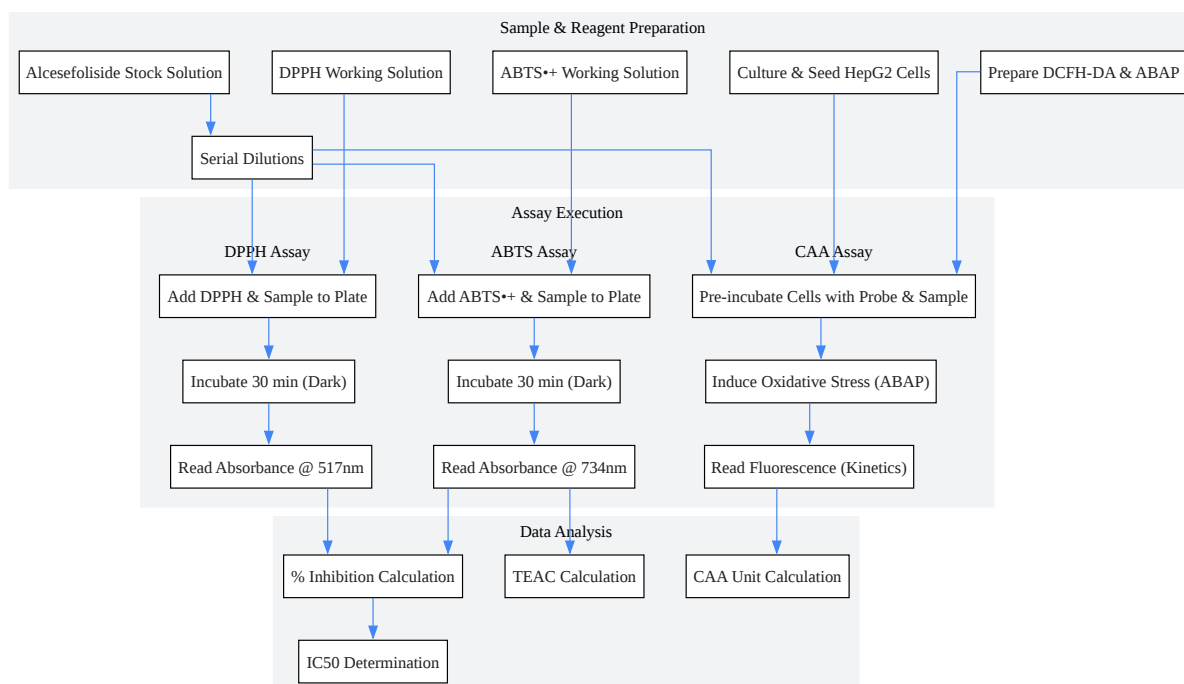 Sample & Reagent Preparation
Alcesefoliside Stock Solution
DPPH Working Solution
ABTS•+ Working Solution
Culture & Seed HepG2 Cells
Prepare DCFH-DA & ABAP
Serial Dilutions
Assay Execution
DPPH Assay
ABTS Assay
CAA Assay
Add DPPH & Sample to Plate
Add ABTS•+ & Sample to Plate
Pre-incubate Cells with Probe & Sample
Incubate 30 min (Dark)
Incubate 30 min (Dark)
Induce Oxidative Stress (ABAP)
Read Absorbance @ 517nm
Read Absorbance @ 734nm
Read Fluorescence (Kinetics)
Data Analysis
% Inhibition Calculation
TEAC Calculation
CAA Unit Calculation
IC50 Determination